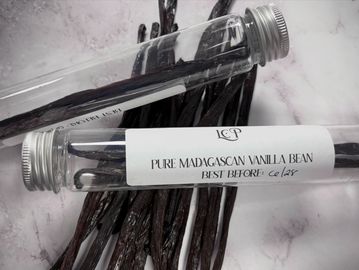 LCP
PURE MADAGASCAN VANILLA BEAN
BEST BEFORE: 06/28